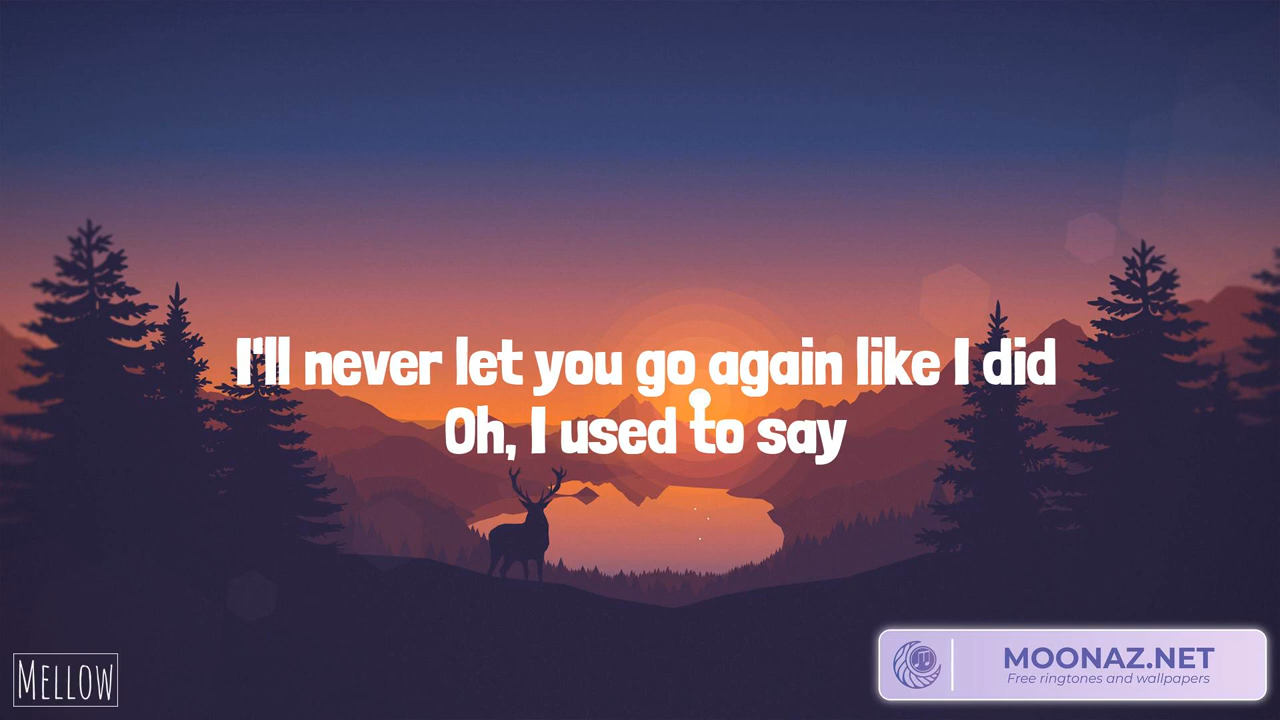 I'll never let you go again like I did
Oh, I used to say
MELLOW
MOONAZ.NET
Free ringtones and wallpapers